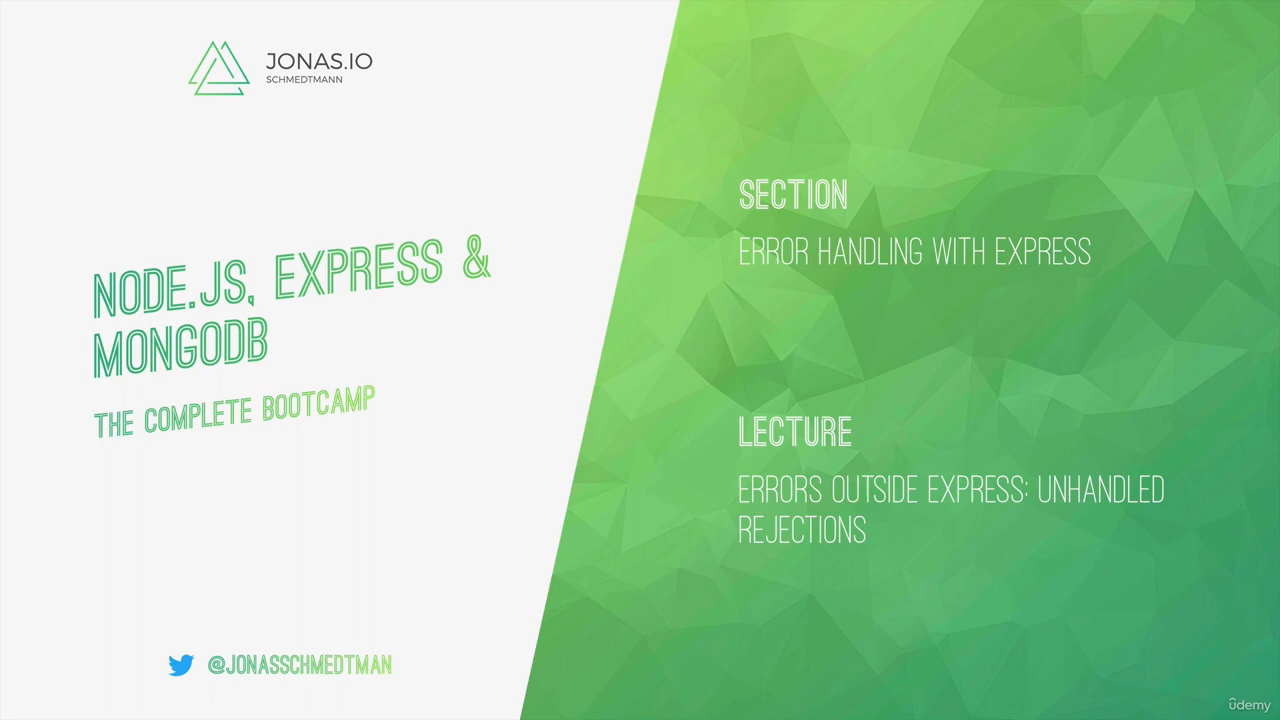 JONAS.IO
SCHMEDTMANN
NODE.JS, EXPRESS &
MONGODB
THE COMPLETE BOOTCAMP
@JONASSCHMEDTMAN
SECTION
ERROR HANDLING WITH EXPRESS
LECTURE
ERRORS OUTSIDE EXPRESS: UNHANDLED
REJECTIONS
ûdemy